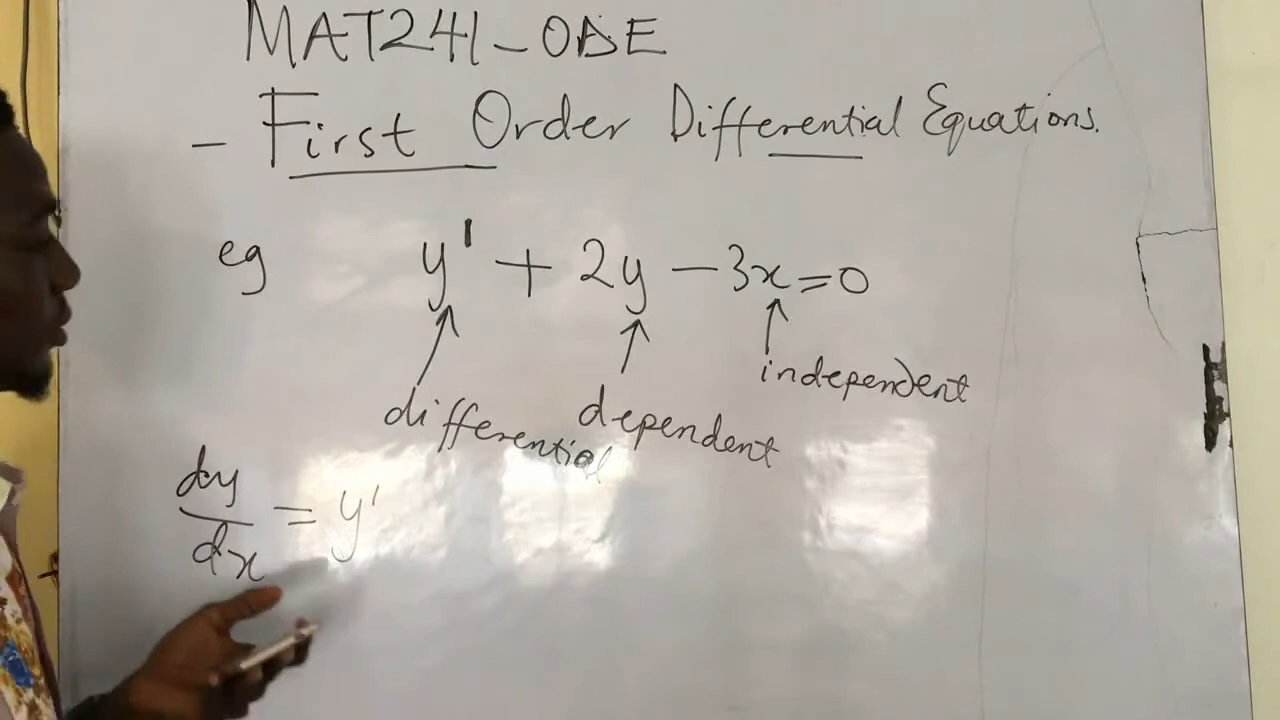 MAT241 - ODE
- First Order Differential Equations.
eg y' + 2y - 3x = 0
differential dependent independent
dy/dx = y'